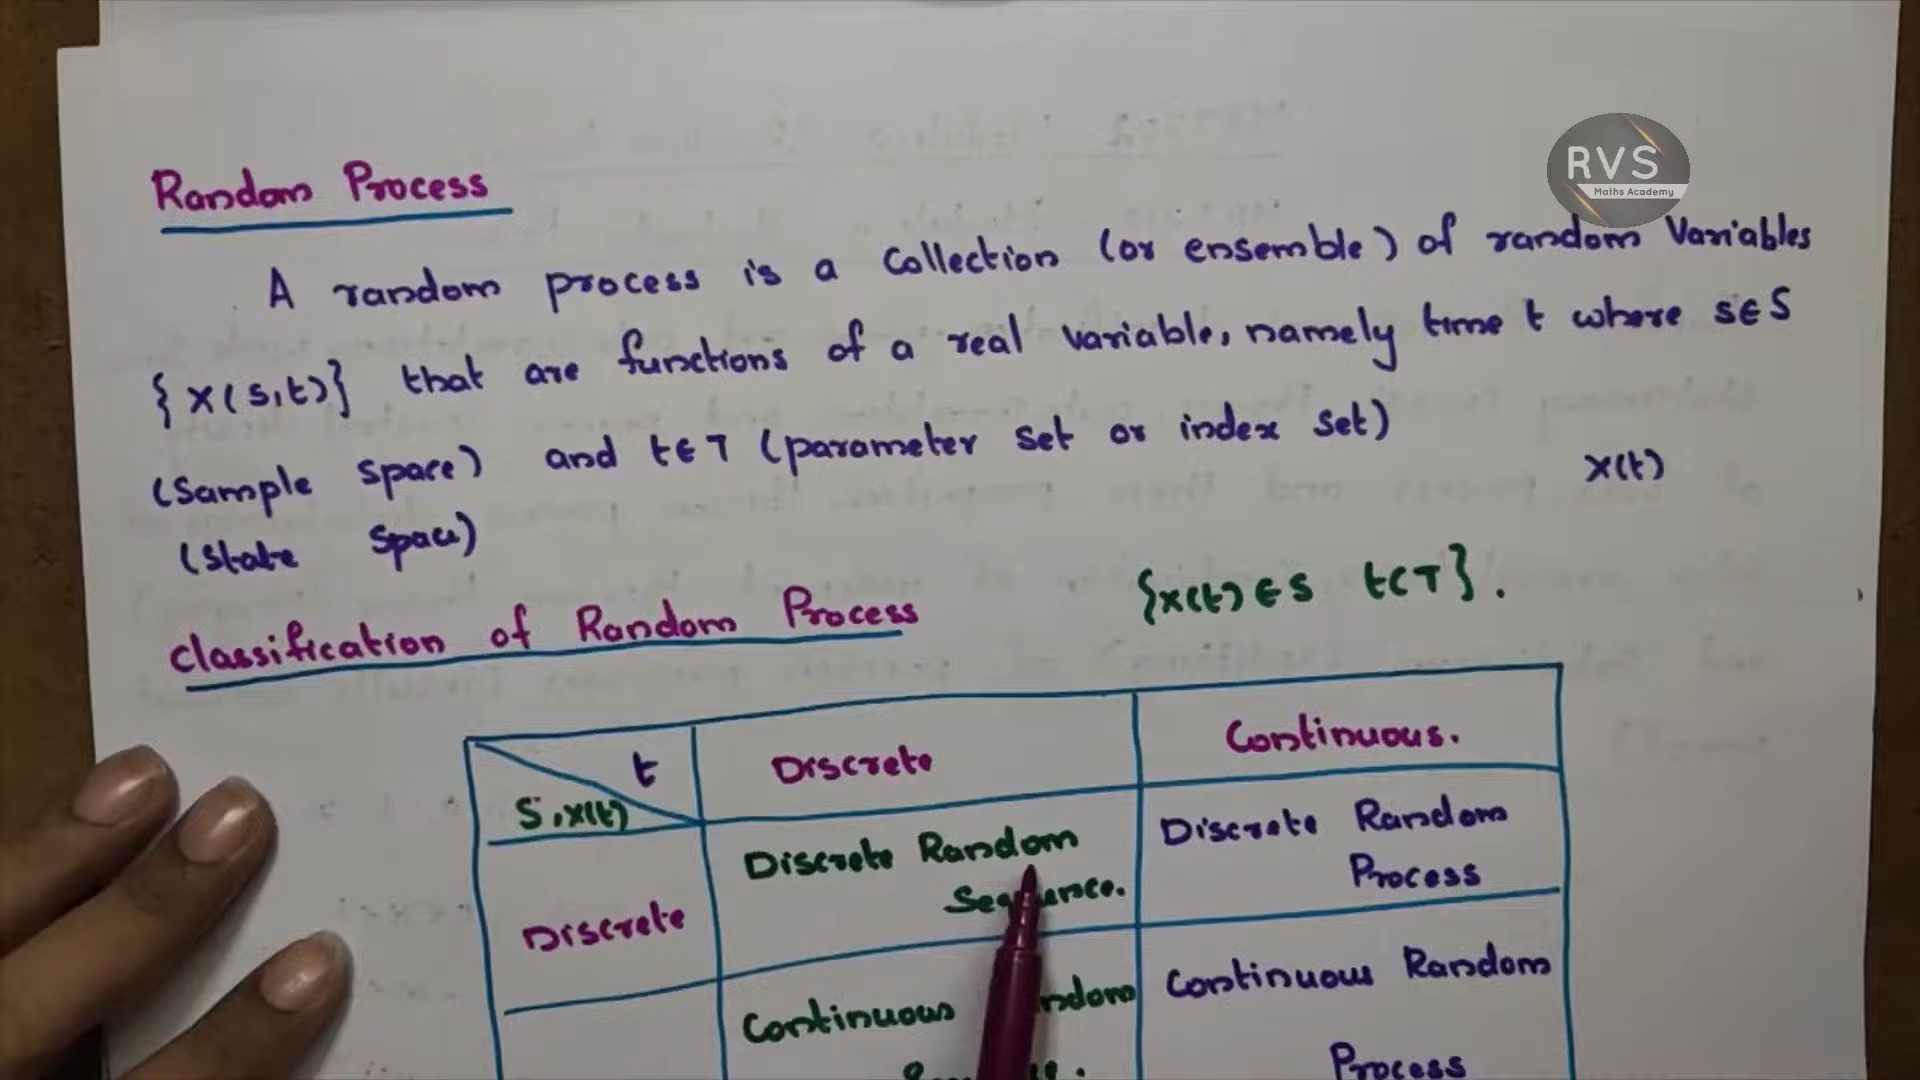 RVS
Maths Academy
Random Process
A random process is a collection (or ensemble) of random variables
{x(s,t)} that are functions of a real variable, namely time t where s∈S
(Sample space) and t∈T (parameter set or index set)
x(t)
(State Space)
{x(t)∈S t∈T}.
Classification of Random Process
t
S,x(t)
Discrete
Continuous.
Discrete
Discrete Random
Sequence.
Discrete Random
Process
Continuous
Continuous Random
Process